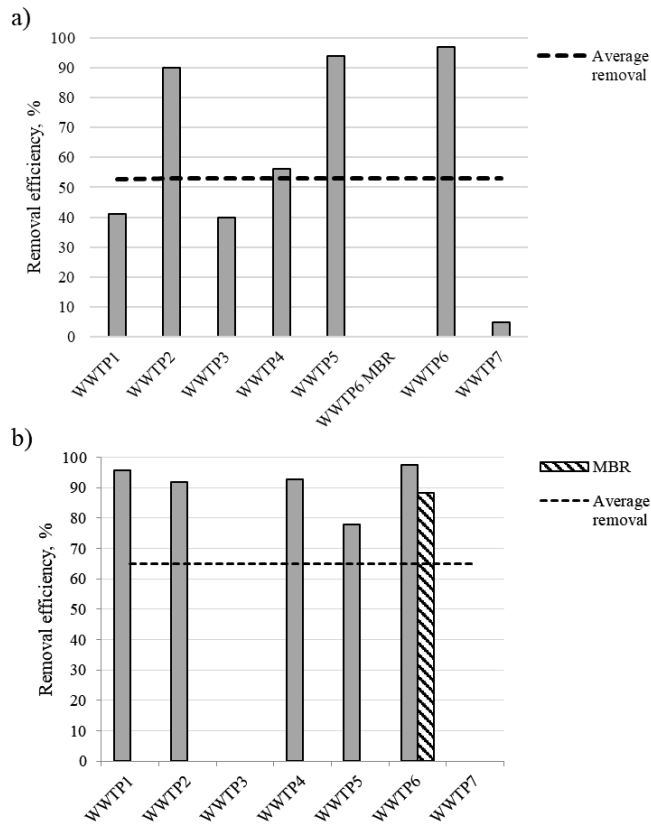 a)
100
90
80
70
60
50
40
30
20
10
0
Removal efficiency, %
WWTP1
WWTP2
WWTP3
WWTP4
WWTP5
WWTP6 MBR
WWTP6
WWTP7
Average
removal
b)
100
90
80
70
60
50
40
30
20
10
0
Removal efficiency, %
WWTP1
WWTP2
WWTP3
WWTP4
WWTP5
WWTP6
WWTP7
MBR
Average
removal